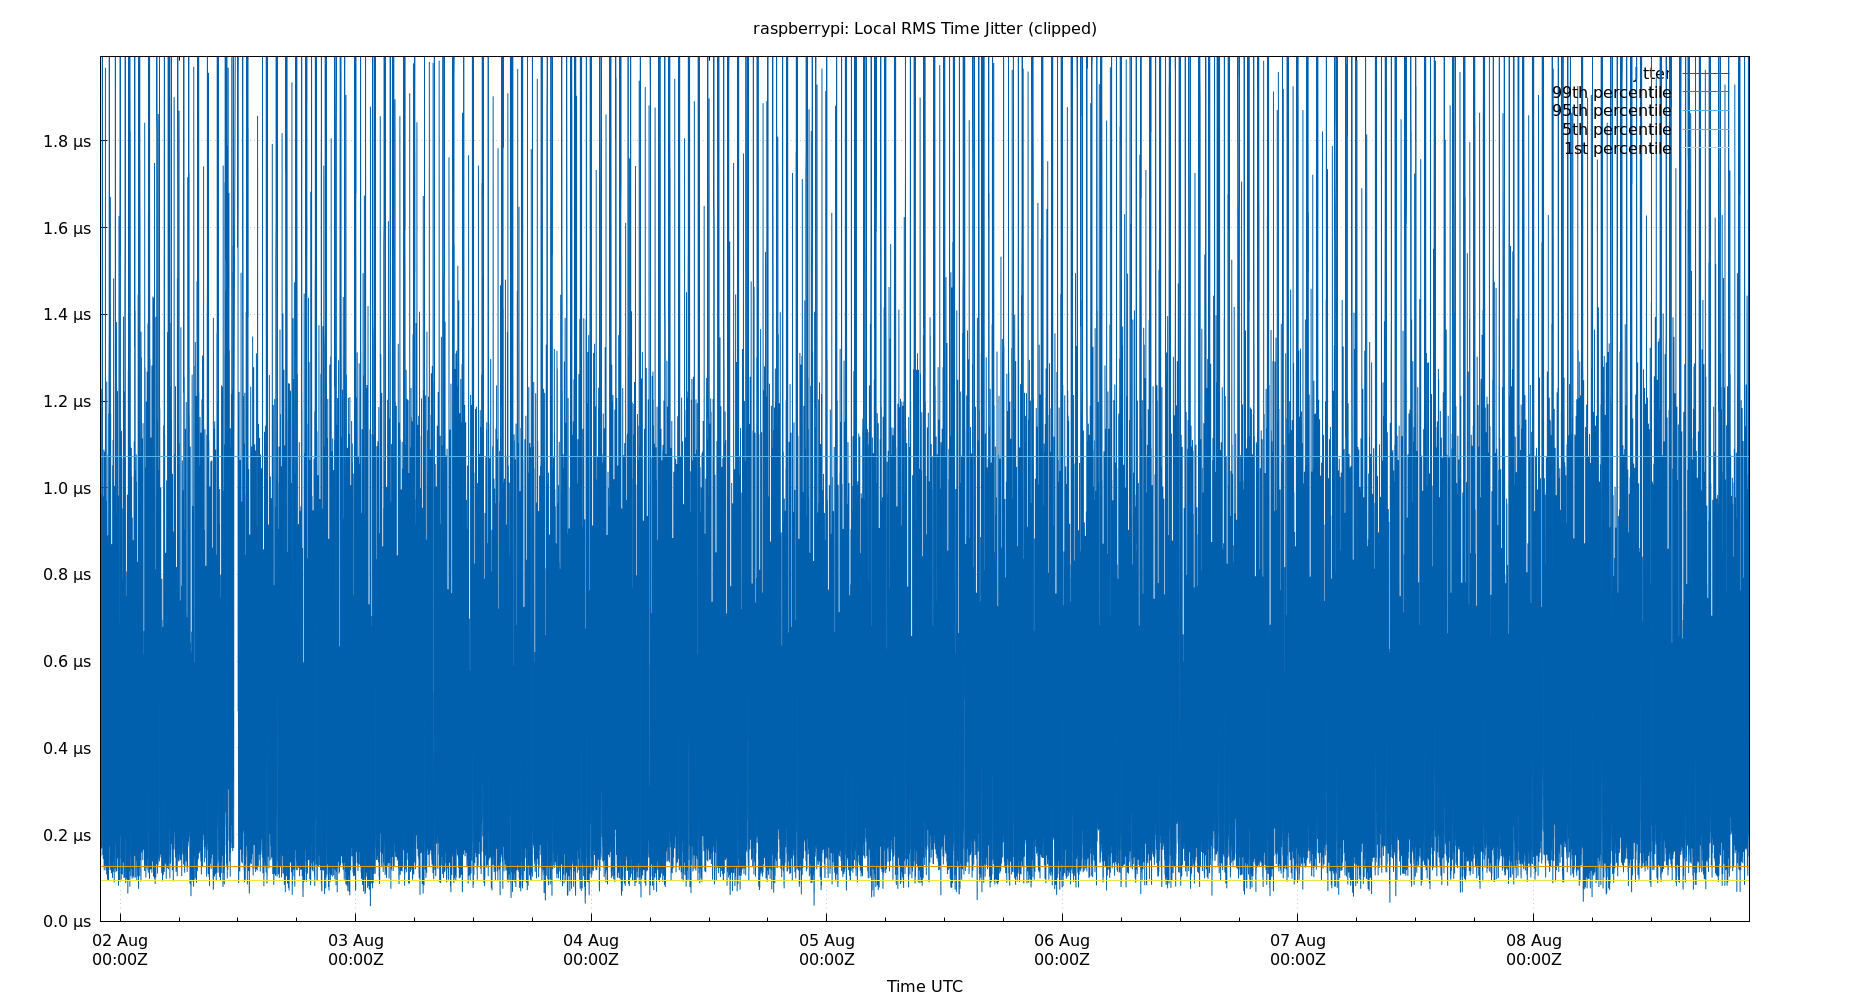 raspberrypi: Local RMS Time Jitter (clipped)
jitter
99th percentile
95th percentile
5th percentile
1st percentile
1.8 µs
1.6 µs
1.4 µs
1.2 µs
1.0 µs
0.8 µs
0.6 µs
0.4 µs
0.2 µs
0.0 µs
02 Aug 03 Aug 04 Aug 05 Aug 06 Aug 07 Aug 08 Aug
00:00Z 00:00Z 00:00Z 00:00Z 00:00Z 00:00Z 00:00Z
Time UTC